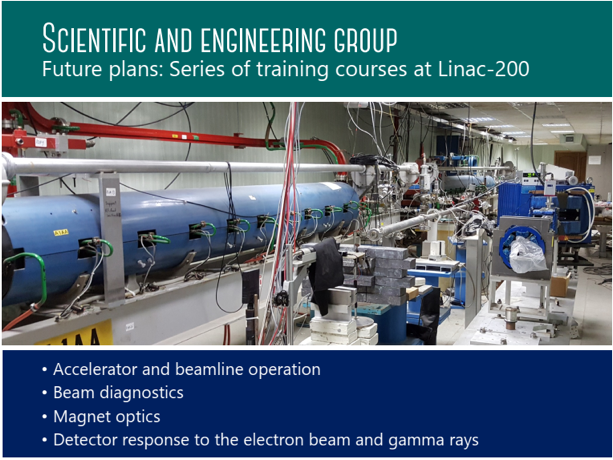 Scientific and engineering group
Future plans: Series of training courses at Linac-200
• Accelerator and beamline operation
• Beam diagnostics
• Magnet optics
• Detector response to the electron beam and gamma rays